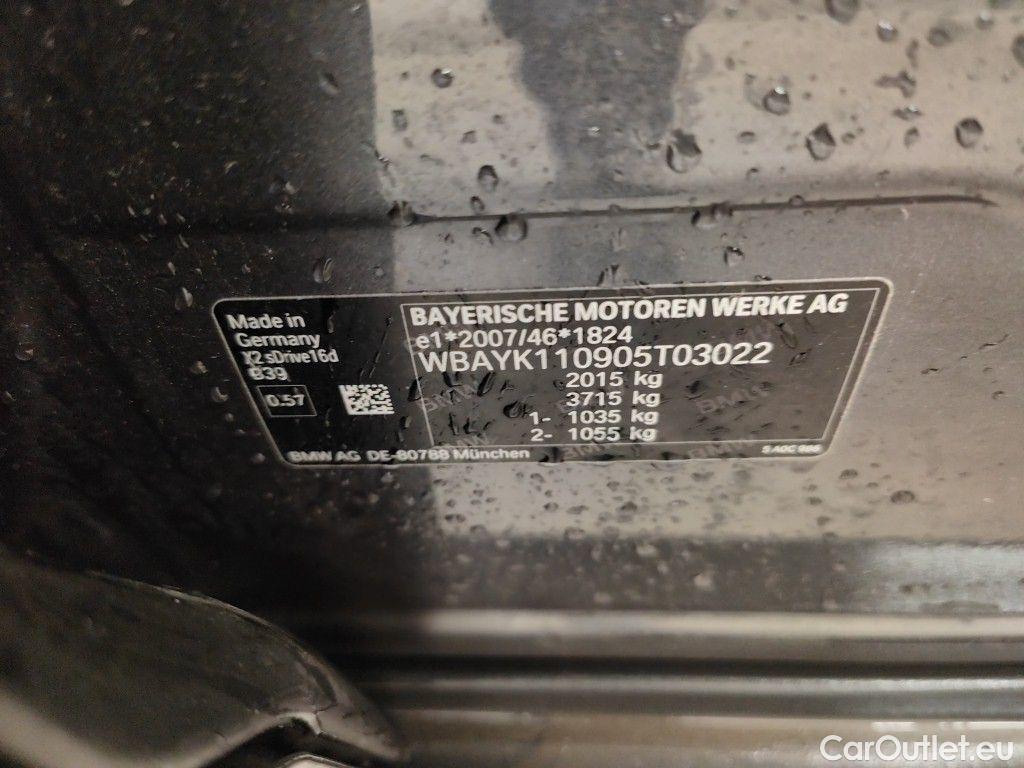 Made in
Germany
X2 sDrive16d
B39
0.57
BMW AG DE-80788 München
BAYERISCHE MOTOREN WERKE AG
e1*2007/46*1824
WBAYK110905T03022
2015 kg
3715 kg
1- 1035 kg
2- 1055 kg
CarOutlet.eu